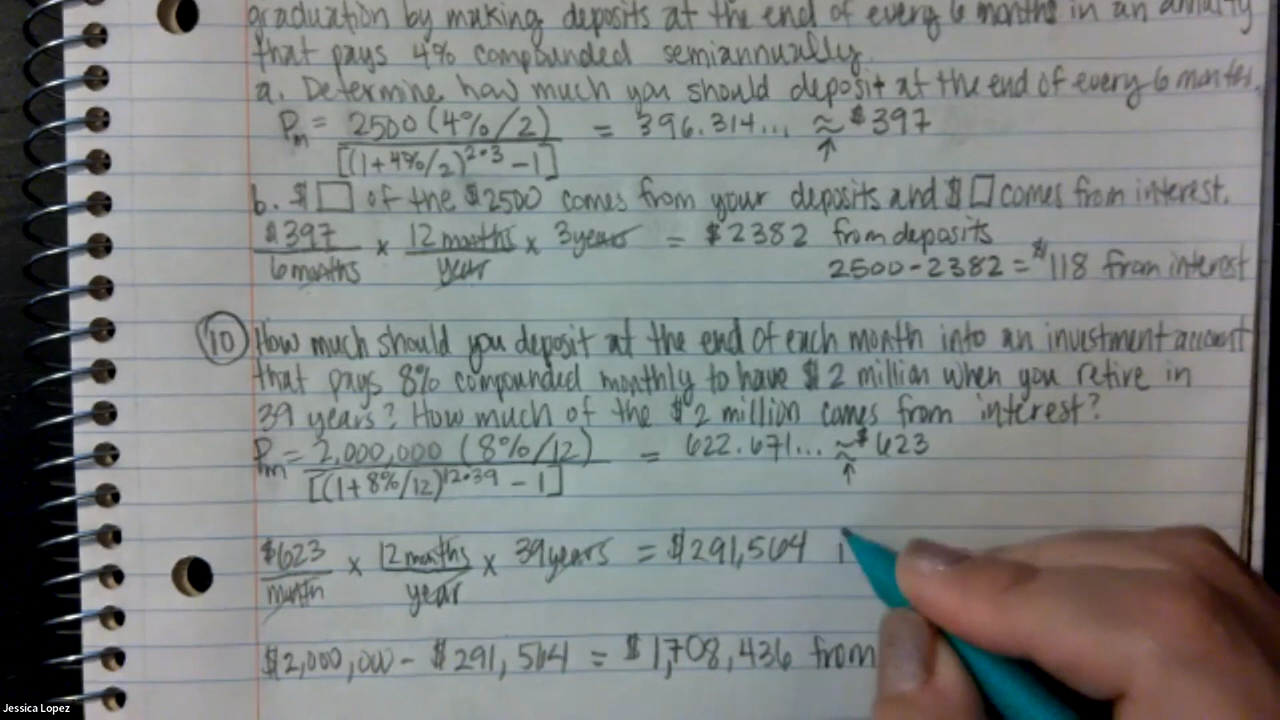 graduation by making deposits at the end of every 6 months in an annuity
that pays 4% compounded semiannually.
a. Determine how much you should deposit at the end of every 6 months.
Pm = 2500 (4%/2) / [(1+4%/2)^2·3 - 1] = 396.314... ≈ $397
↑
b. $ □ of the $2500 comes from your deposits and $ □ comes from interest.
$397 / 6 months × 12 months / year × 3 years = $2382 from deposits
2500 - 2382 = $118 from interest
10 How much should you deposit at the end of each month into an investment account
that pays 8% compounded monthly to have $2 million when you retire in
39 years? How much of the $2 million comes from interest?
Pm = 2,000,000 (8%/12) / [(1+8%/12)^12·39 - 1] = 622.671... ≈ $623
↑
$623 / month × 12 months / year × 39 years = $291,564
$2,000,000 - $291,564 = $1,708,436 from
Jessica Lopez